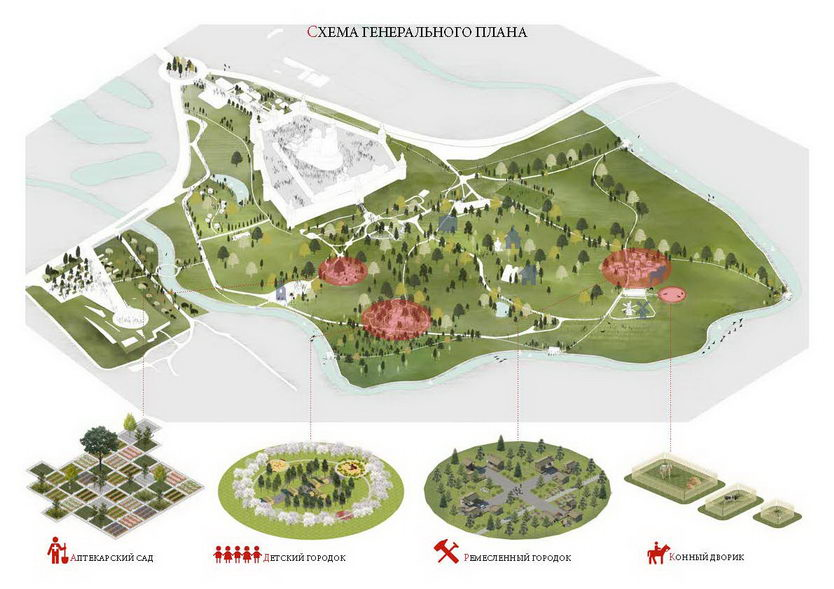 СХЕМА ГЕНЕРАЛЬНОГО ПЛАНА
АПТЕКАРСКИЙ САД
ДЕТСКИЙ ГОРОДОК
РЕМЕСЛЕННЫЙ ГОРОДОК
КОННЫЙ ДВОРИК